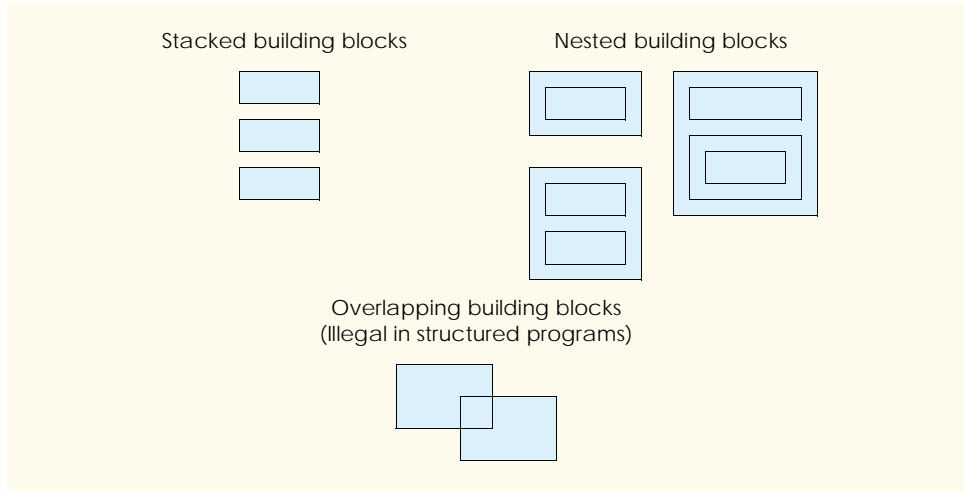 Stacked building blocks
Nested building blocks
Overlapping building blocks
(Illegal in structured programs)